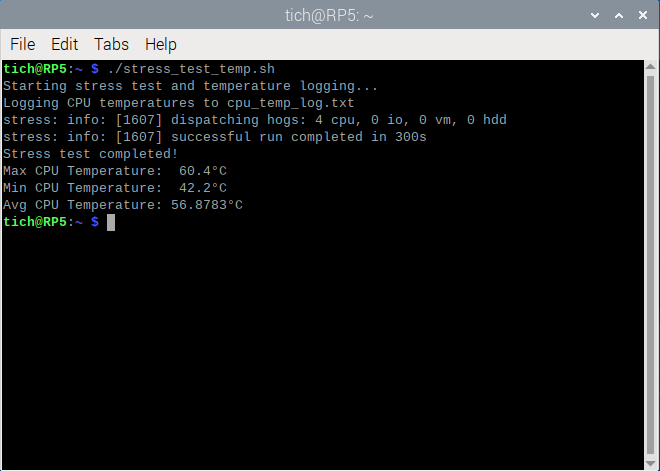 tich@RP5: ~
File Edit Tabs Help
tich@RP5:~ $ ./stress_test_temp.sh
Starting stress test and temperature logging...
Logging CPU temperatures to cpu_temp_log.txt
stress: info: [1607] dispatching hogs: 4 cpu, 0 io, 0 vm, 0 hdd
stress: info: [1607] successful run completed in 300s
Stress test completed!
Max CPU Temperature:  60.4°C
Min CPU Temperature:  42.2°C
Avg CPU Temperature: 56.8783°C
tich@RP5:~ $